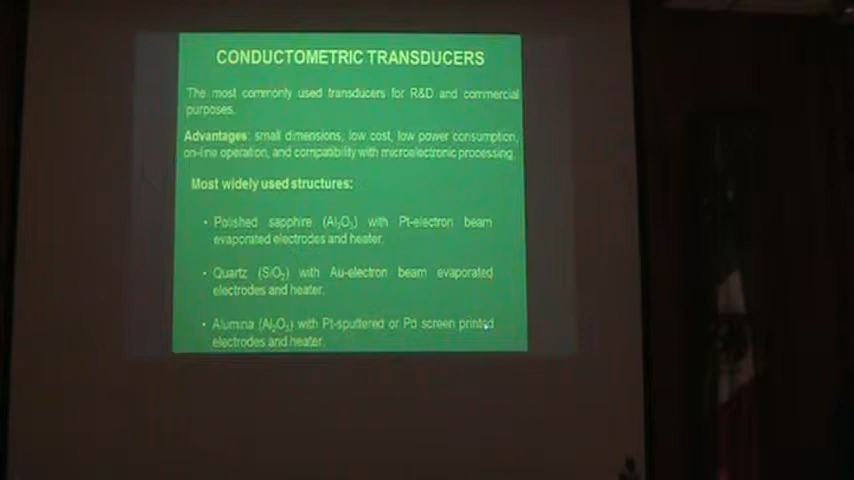 CONDUCTOMETRIC TRANSDUCERS
The most commonly used transducers for R&D and commercial
purposes.
Advantages: small dimensions, low cost, low power consumption,
on-line operation, and compatibility with microelectronic processing.
Most widely used structures:
• Polished sapphire (Al₂O₃) with Pt-electron beam
evaporated electrodes and heater.
• Quartz (SiO₂) with Au-electron beam evaporated
electrodes and heater.
• Alumina (Al₂O₃) with Pt-sputtered or Pd screen printed
electrodes and heater.